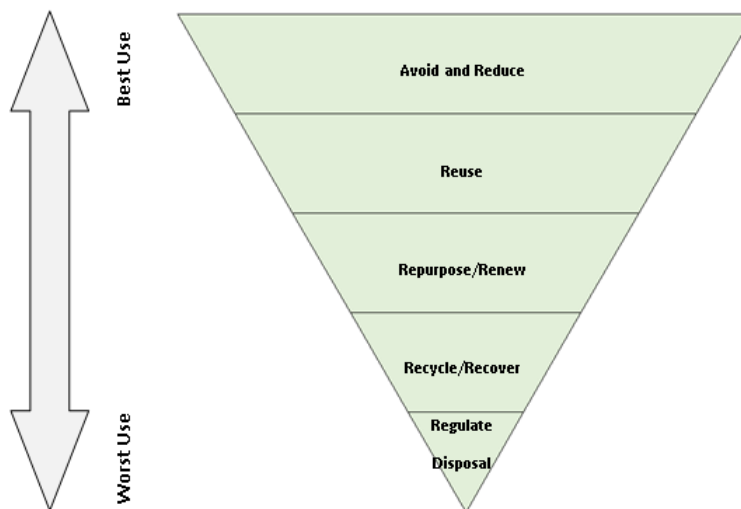 Best Use
Avoid and Reduce
Reuse
Repurpose/Renew
Recycle/Recover
Regulate
Disposal
Worst Use